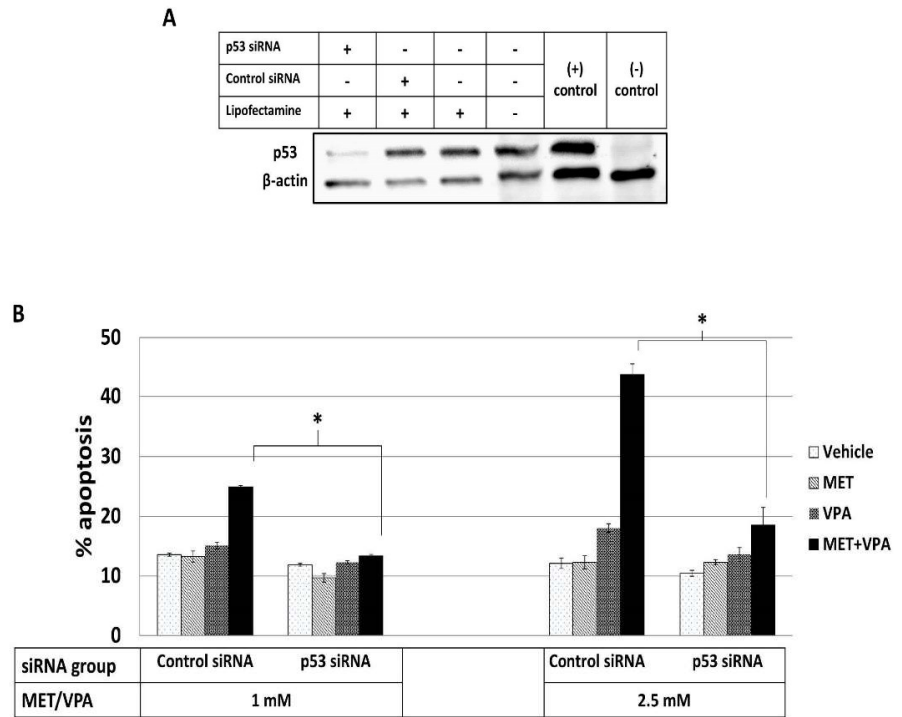 A
p53 siRNA + - - - (+) control (-) control
Control siRNA - + - -
Lipofectamine + + + -
p53
β-actin
B
50
40
30
20
10
0
% apoptosis
*
*
Vehicle
MET
VPA
MET+VPA
siRNA group Control siRNA p53 siRNA Control siRNA p53 siRNA
MET/VPA 1 mM 2.5 mM